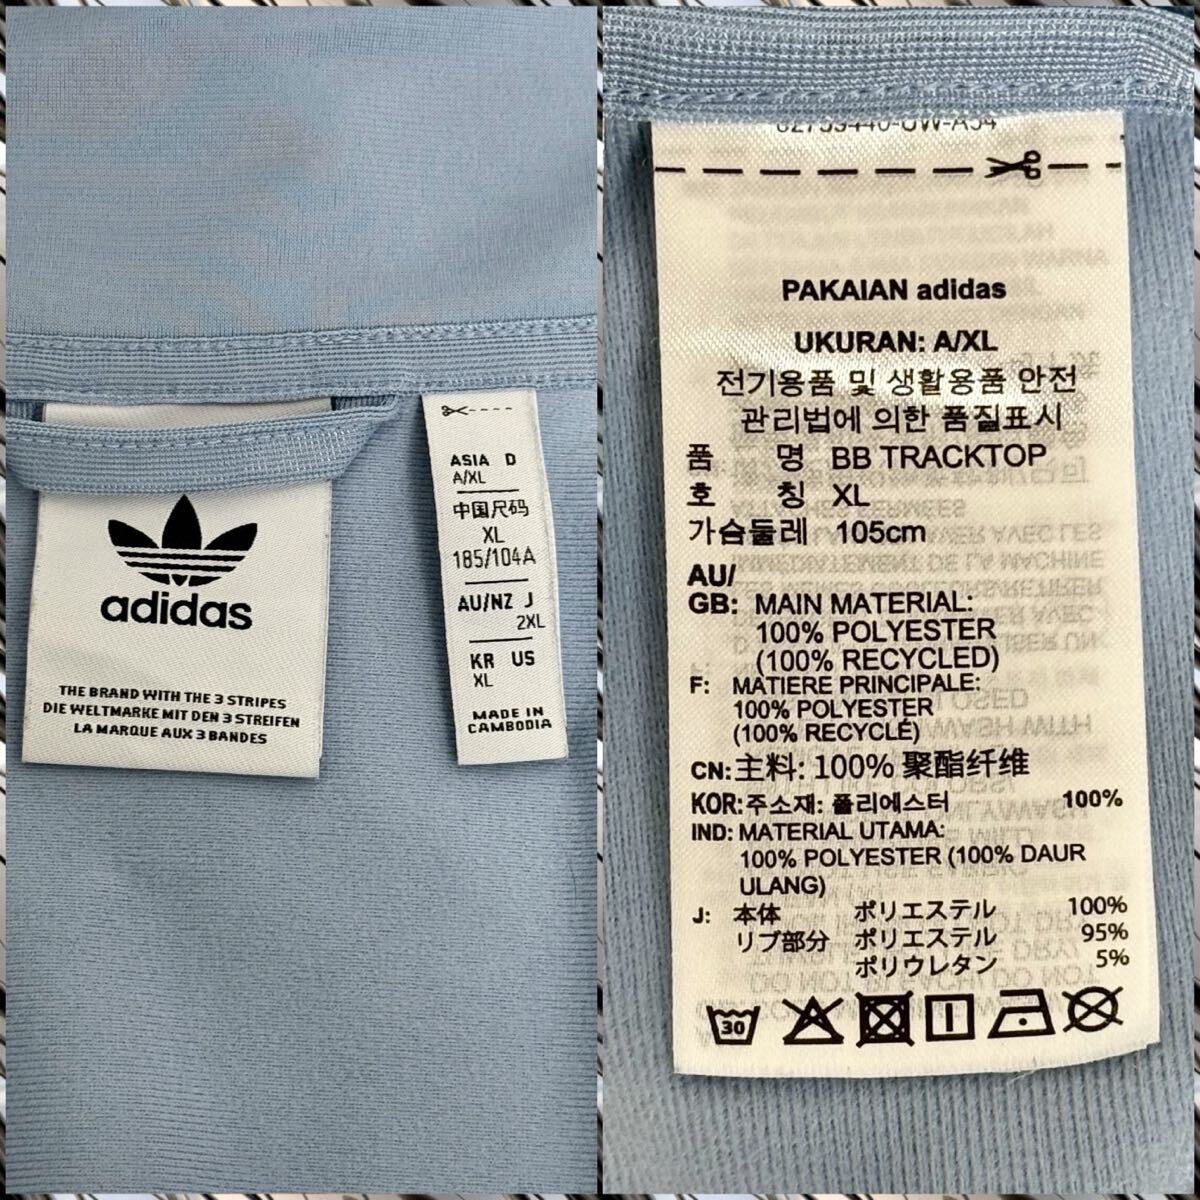 adidas
THE BRAND WITH THE 3 STRIPES
DIE WELTMARKE MIT DEN 3 STREIFEN
LA MARQUE AUX 3 BANDES
ASIA D
A/XL
中国尺码
XL
185/104A
AU/NZ J
2XL
KR US
XL
MADE IN
CAMBODIA
PAKAIAN adidas
UKURAN: A/XL
전기용품 및 생활용품 안전
관리법에 의한 품질표시
품 명 BB TRACKTOP
호 칭 XL
가슴둘레 105cm
AU/
GB: MAIN MATERIAL:
100% POLYESTER
(100% RECYCLED)
F: MATIERE PRINCIPALE:
100% POLYESTER
(100% RECYCLÉ)
CN: 主料: 100% 聚酯纤维
KOR: 주소재: 폴리에스터 100%
IND: MATERIAL UTAMA:
100% POLYESTER (100% DAUR
ULANG)
J: 本体 ポリエステル 100%
リブ部分 ポリエステル 95%
ポリウレタン 5%
30